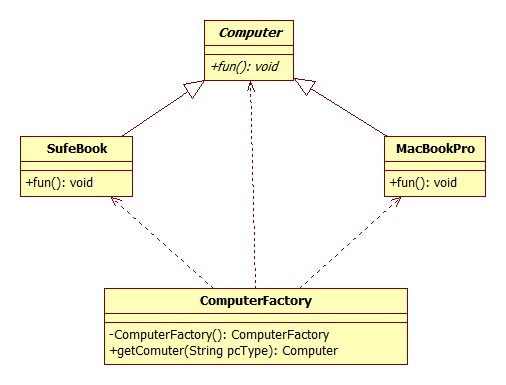 Computer
+fun(): void
SufeBook
+fun(): void
MacBookPro
+fun(): void
ComputerFactory
-ComputerFactory(): ComputerFactory
+getComuter(String pcType): Computer